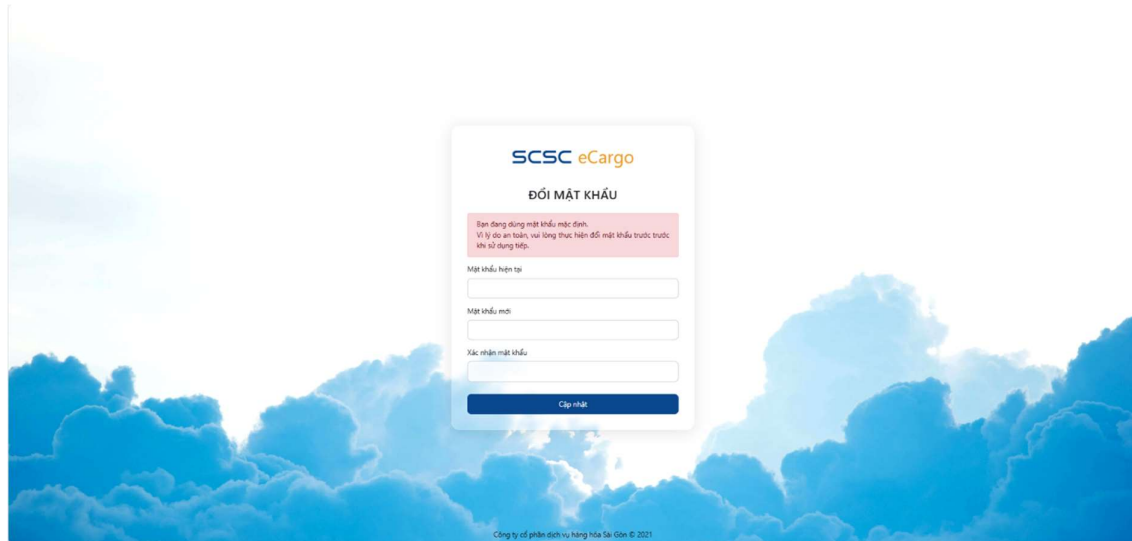 SCSC eCargo
ĐỔI MẬT KHẨU
Bạn đang dùng mật khẩu mặc định.
Vì lý do an toàn, vui lòng thực hiện đổi mật khẩu trước trước
khi sử dụng tiếp.
Mật khẩu hiện tại
Mật khẩu mới
Xác nhận mật khẩu
Cập nhật
Công ty cổ phần dịch vụ hàng hóa Sài Gòn © 2021